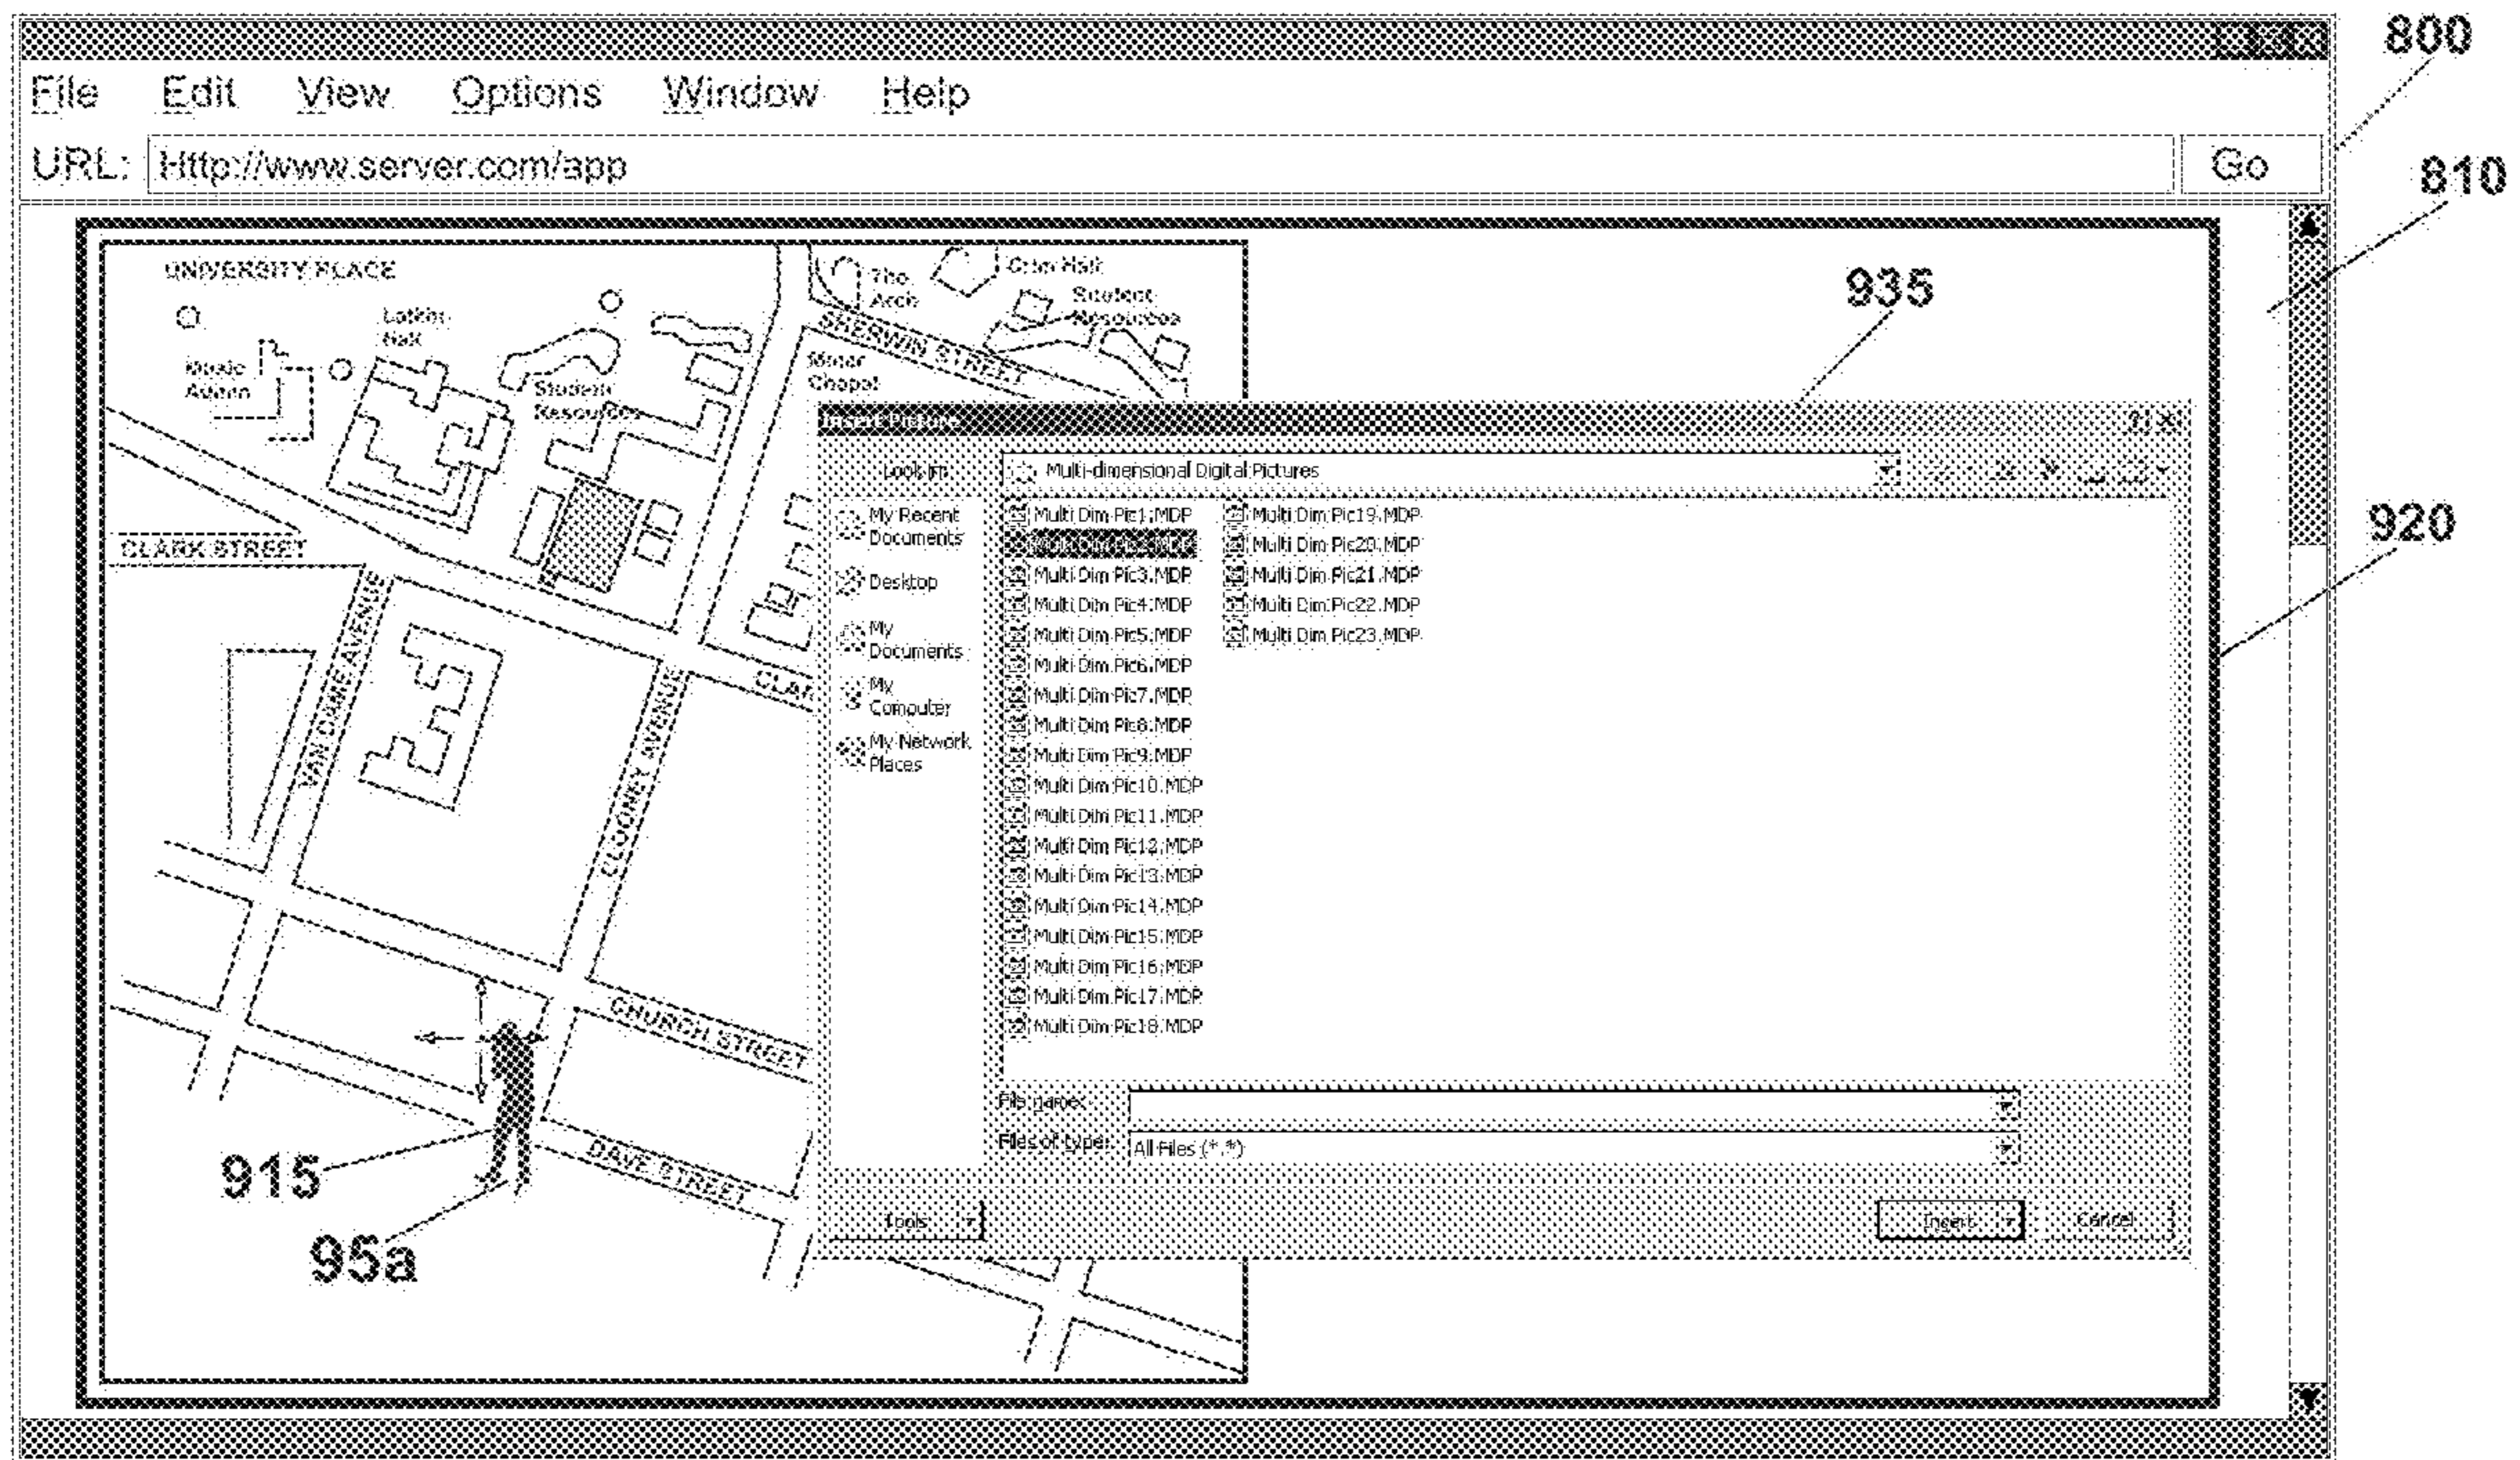 800
File Edit View Options Window Help
URL: Http://www.server.com/app Go
810
UNIVERSITY PLACE
The
Arch
Hall
Student
Resources
935
Hall
SHERWIN STREET
Music
Student
Resources
Chapel
Insert Picture
Look in: Multi-dimensional Digital Pictures
My Recent
Documents
Desktop
My
Documents
My
Computer
My Network
Places
Multi Dim Pic1.MDP
Multi Dim Pic3.MDP
Multi Dim Pic4.MDP
Multi Dim Pic5.MDP
Multi Dim Pic6.MDP
Multi Dim Pic7.MDP
Multi Dim Pic8.MDP
Multi Dim Pic9.MDP
Multi Dim Pic10.MDP
Multi Dim Pic11.MDP
Multi Dim Pic12.MDP
Multi Dim Pic13.MDP
Multi Dim Pic14.MDP
Multi Dim Pic15.MDP
Multi Dim Pic16.MDP
Multi Dim Pic17.MDP
Multi Dim Pic18.MDP
Multi Dim Pic19.MDP
Multi Dim Pic20.MDP
Multi Dim Pic21.MDP
Multi Dim Pic22.MDP
Multi Dim Pic23.MDP
920
CLARK STREET
VAN DAME AVENUE
CLOONEY AVENUE
CLAR
CHURCH STREET
DAVE STREET
File name:
Files of type: All Files (*.*)
Tools Insert Cancel
915
95a